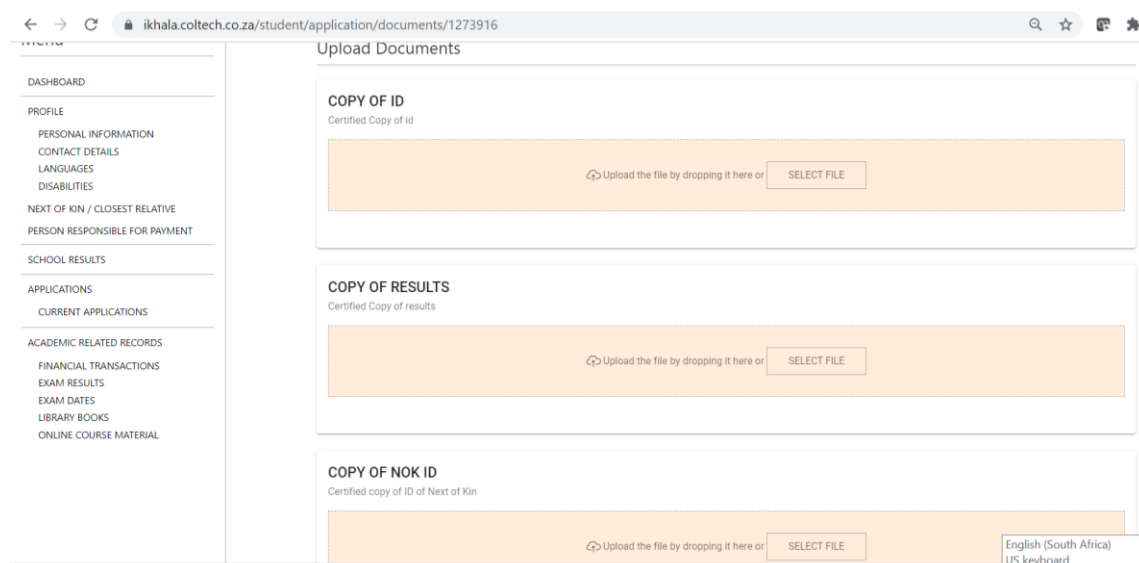 ikhala.coltech.co.za/student/application/documents/1273916
Menu
DASHBOARD
PROFILE
PERSONAL INFORMATION
CONTACT DETAILS
LANGUAGES
DISABILITIES
NEXT OF KIN / CLOSEST RELATIVE
PERSON RESPONSIBLE FOR PAYMENT
SCHOOL RESULTS
APPLICATIONS
CURRENT APPLICATIONS
ACADEMIC RELATED RECORDS
FINANCIAL TRANSACTIONS
EXAM RESULTS
EXAM DATES
LIBRARY BOOKS
ONLINE COURSE MATERIAL
Upload Documents
COPY OF ID
Certified Copy of id
Upload the file by dropping it here or SELECT FILE
COPY OF RESULTS
Certified Copy of results
Upload the file by dropping it here or SELECT FILE
COPY OF NOK ID
Certified copy of ID of Next of Kin
Upload the file by dropping it here or SELECT FILE
English (South Africa)
US keyboard